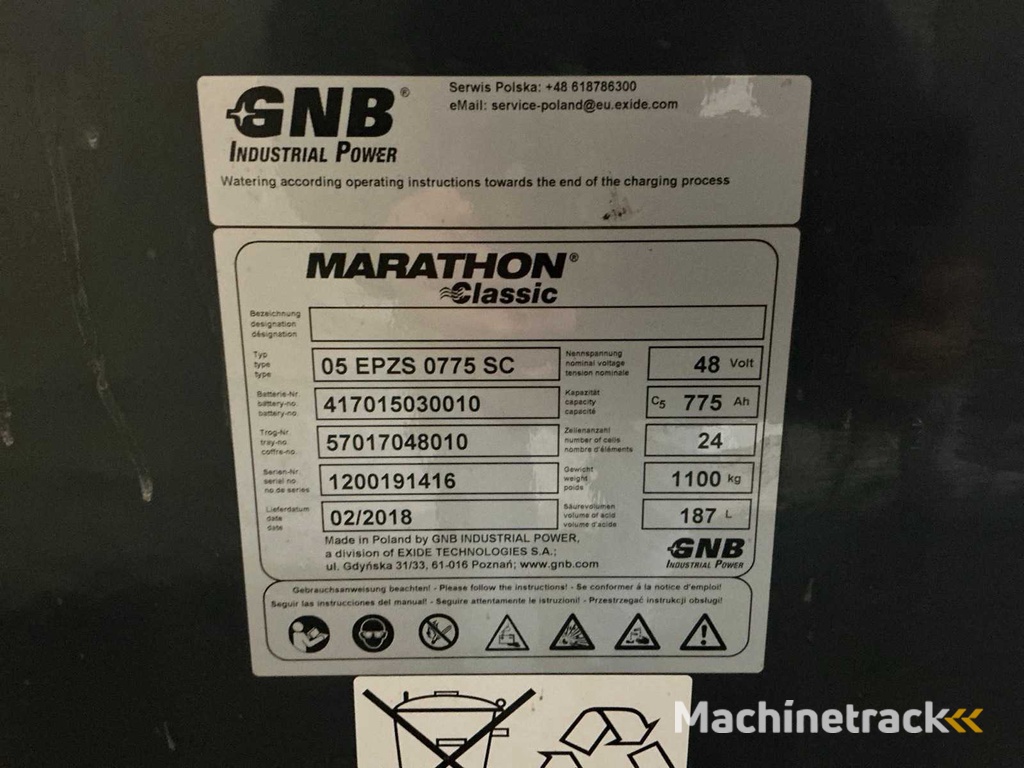 GNB®
INDUSTRIAL POWER
Serwis Polska: +48 618786300
eMail: service-poland@eu.exide.com
Watering according operating instructions towards the end of the charging process
MARATHON®
Classic
Bezeichnung
designation
désignation
Typ
type
type
05 EPZS 0775 SC
Nennspannung
nominal voltage
tension nominale
48 Volt
Batterie-Nr.
battery-no.
battery-no.
417015030010
Kapazität
capacity
capacité
C5 775 Ah
Trog-Nr.
tray-no.
coffre-no.
57017048010
Zellenanzahl
number of cells
nombre d'éléments
24
Serien-Nr.
serial no.
no.de series
1200191416
Gewicht
weight
poids
1100 kg
Lieferdatum
date
date
02/2018
Säurevolumen
volume of acid
volume d'acide
187 L
Made in Poland by GNB INDUSTRIAL POWER,
a division of EXIDE TECHNOLOGIES S.A.;
ul. Gdyńska 31/33, 61-016 Poznań; www.gnb.com
GNB
INDUSTRIAL POWER
Gebrauchsanweisung beachten! - Please follow the instructions! - Se conformer á la notice d'emploi!
Seguir las instrucciones del manual! - Seguire attentamente le istruzioni! - Przestrzegać instrukcji obsługi!
Machinetrack